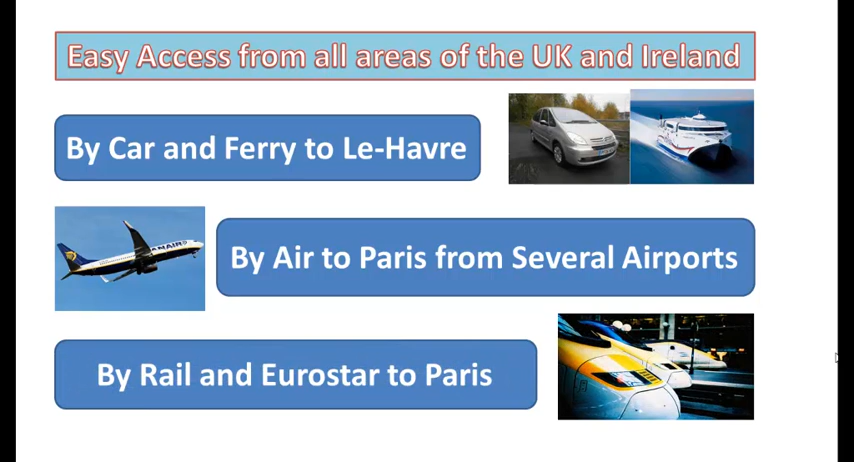 Easy Access from all areas of the UK and Ireland
By Car and Ferry to Le-Havre
By Air to Paris from Several Airports
By Rail and Eurostar to Paris